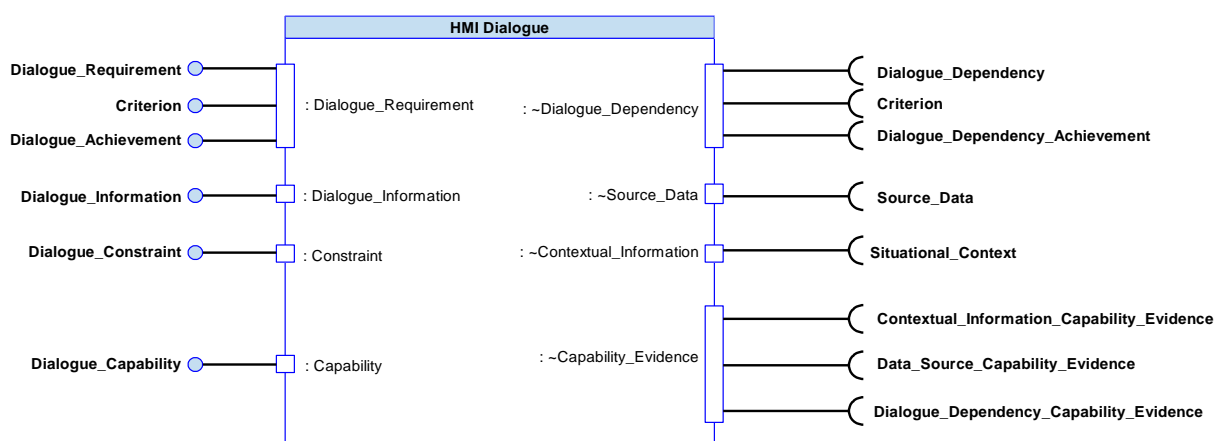 HMI Dialogue
Dialogue_Requirement
Criterion
Dialogue_Achievement
: Dialogue_Requirement
Dialogue_Information
: Dialogue_Information
Dialogue_Constraint
: Constraint
Dialogue_Capability
: Capability
: ~Dialogue_Dependency
Dialogue_Dependency
Criterion
Dialogue_Dependency_Achievement
: ~Source_Data
Source_Data
: ~Contextual_Information
Situational_Context
: ~Capability_Evidence
Contextual_Information_Capability_Evidence
Data_Source_Capability_Evidence
Dialogue_Dependency_Capability_Evidence